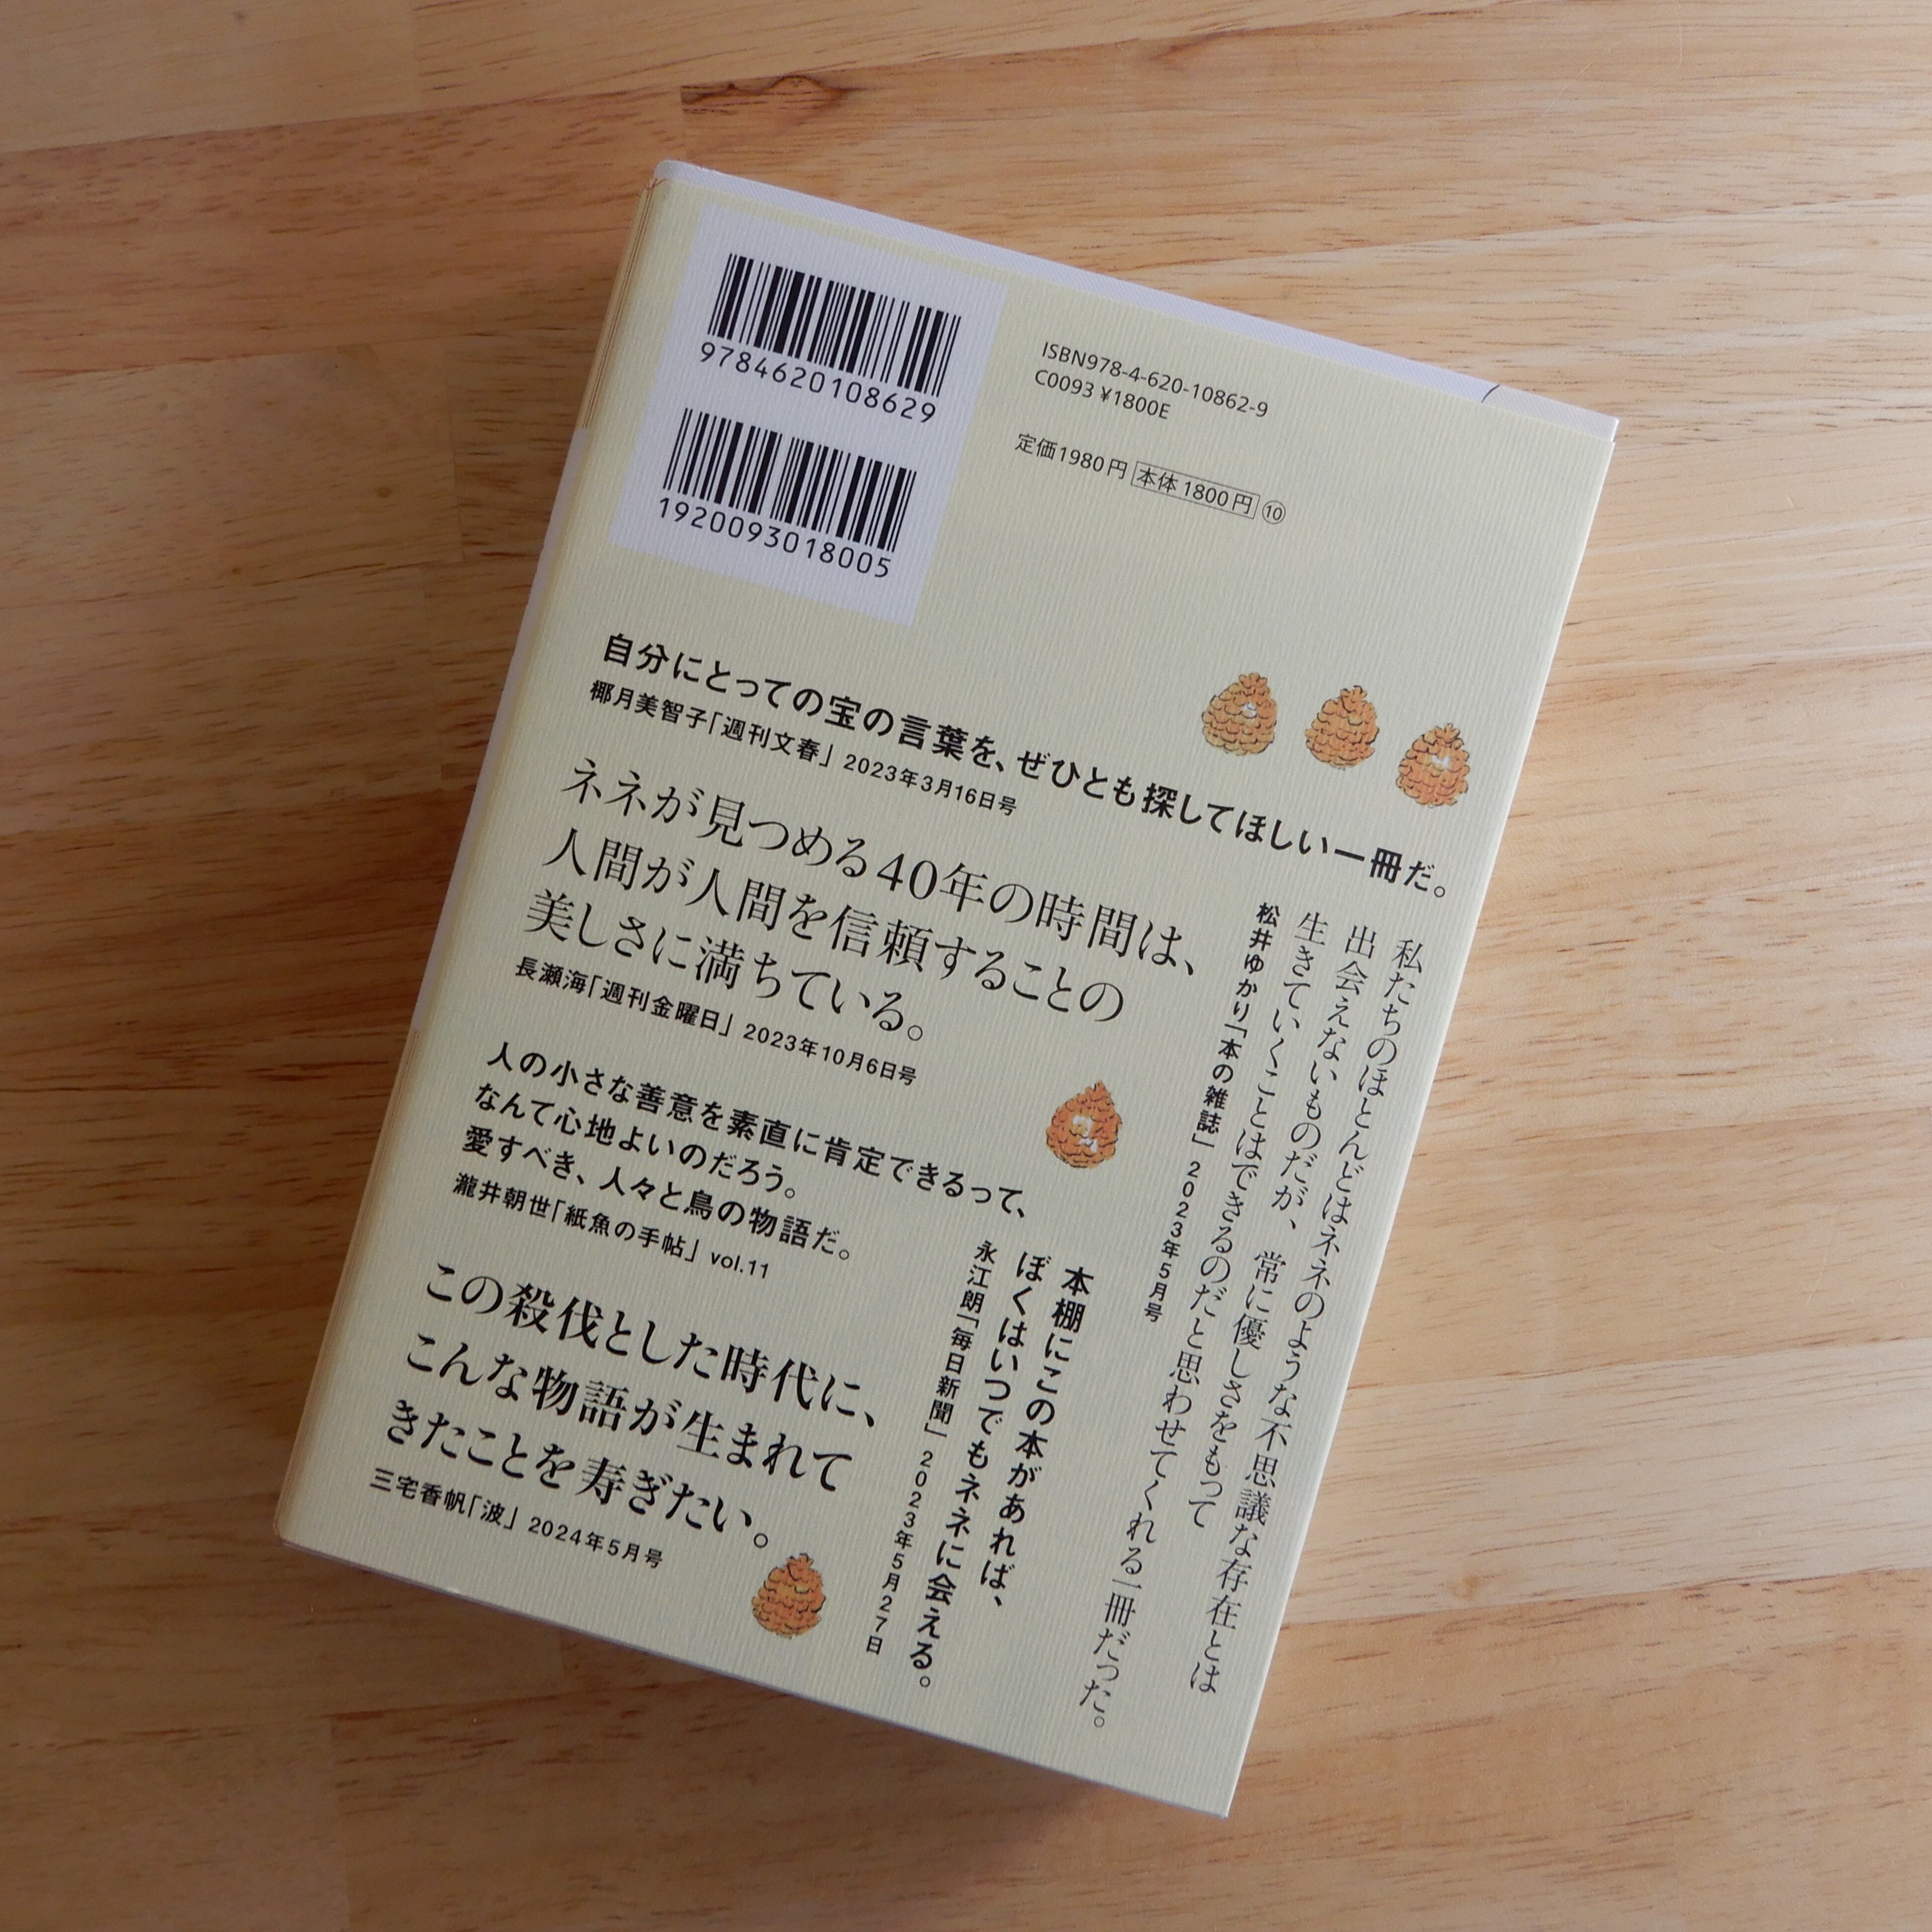 9784620108629
1920093018005
ISBN978-4-620-10862-9
C0093 ¥1800E
定価1980円 本体1800円 ⑩
自分にとっての宝の言葉を、ぜひとも探してほしい一冊だ。
椰月美智子「週刊文春」 2023年3月16日号
ネネが見つめる40年の時間は、
人間が人間を信頼することの
美しさに満ちている。
長瀬海「週刊金曜日」 2023年10月6日号
私たちのほとんどはネネのような不思議な存在とは
出会えないものだが、常に優しさをもって
生きていくことはできるのだと思わせてくれる一冊だった。
松井ゆかり「本の雑誌」 2023年5月号
人の小さな善意を素直に肯定できるって、
なんて心地よいのだろう。
愛すべき、人々と鳥の物語だ。
瀧井朝世「紙魚の手帖」 vol.11
本棚にこの本があれば、
ぼくはいつでもネネに会える。
永江朗「毎日新聞」 2023年5月27日
この殺伐とした時代に、
こんな物語が生まれて
きたことを寿ぎたい。
三宅香帆「波」 2024年5月号